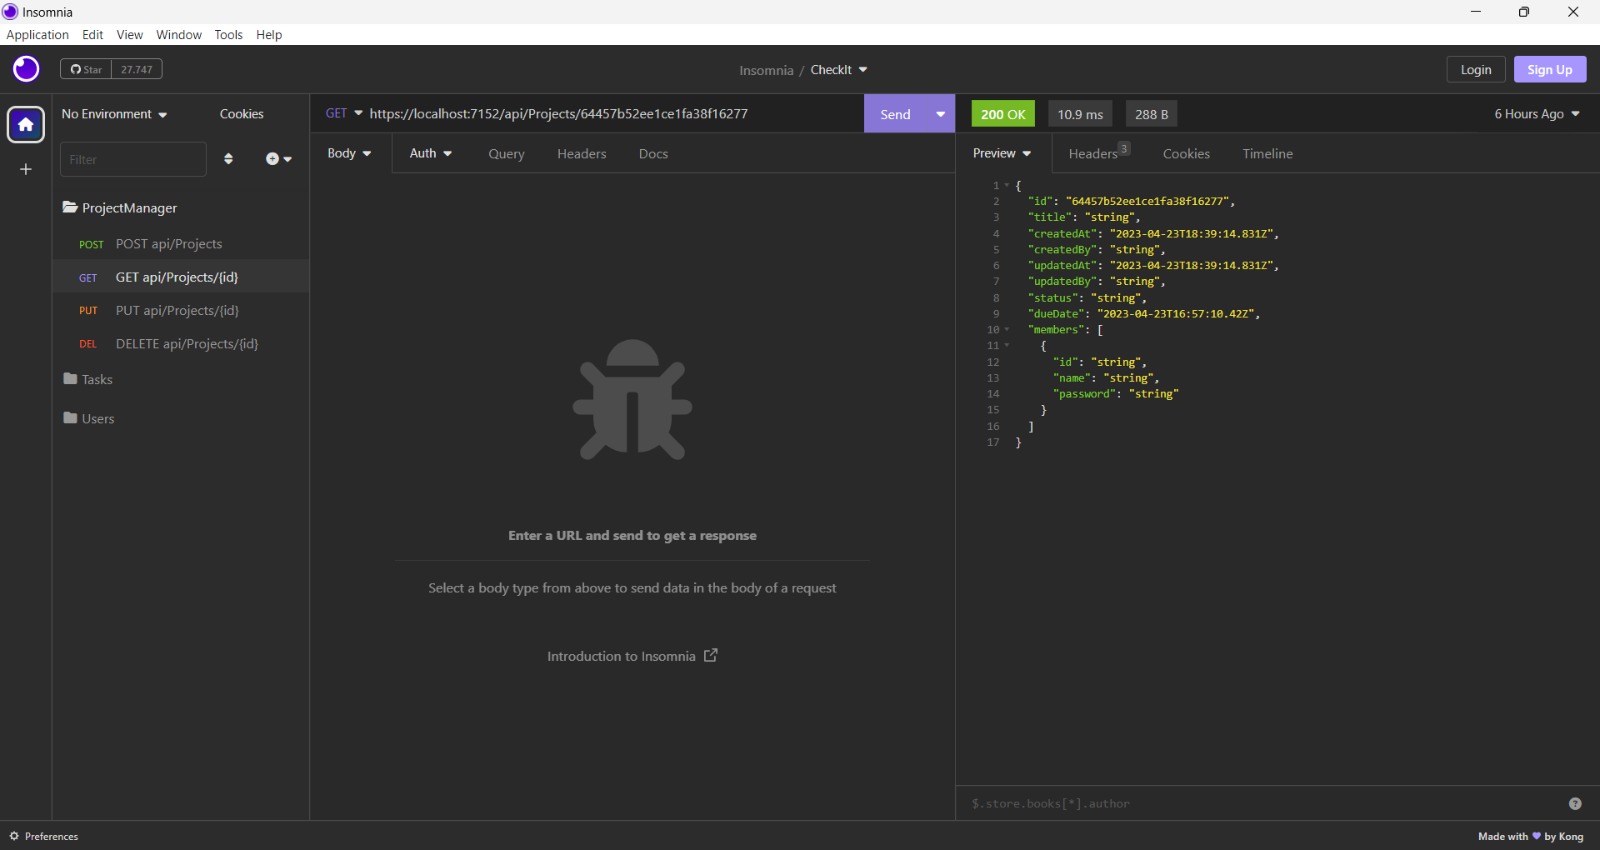 Insomnia
Application Edit View Window Tools Help
Star 27.747
Insomnia / CheckIt
Login Sign Up
No Environment Cookies
Filter
ProjectManager
POST POST api/Projects
GET GET api/Projects/{id}
PUT PUT api/Projects/{id}
DEL DELETE api/Projects/{id}
Tasks
Users
GET https://localhost:7152/api/Projects/64457b52ee1ce1fa38f16277 Send
Body Auth Query Headers Docs
Enter a URL and send to get a response
Select a body type from above to send data in the body of a request
Introduction to Insomnia
200 OK 10.9 ms 288 B 6 Hours Ago
Preview Headers 3 Cookies Timeline
1 {
2 "id": "64457b52ee1ce1fa38f16277",
3 "title": "string",
4 "createdAt": "2023-04-23T18:39:14.831Z",
5 "createdBy": "string",
6 "updatedAt": "2023-04-23T18:39:14.831Z",
7 "updatedBy": "string",
8 "status": "string",
9 "dueDate": "2023-04-23T16:57:10.42Z",
10 "members": [
11 {
12 "id": "string",
13 "name": "string",
14 "password": "string"
15 }
16 ]
17 }
$.store.books[*].author
Preferences
Made with by Kong